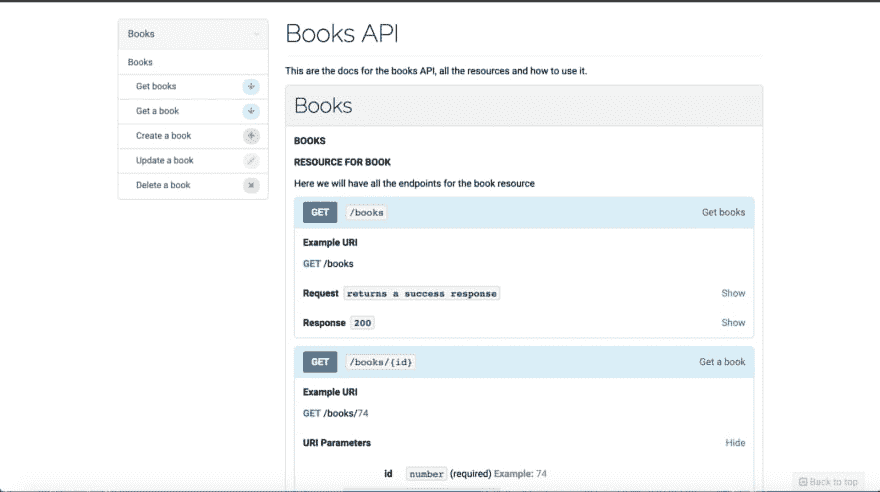 Books
Books
Get books
Get a book
Create a book
Update a book
Delete a book
Books API
This are the docs for the books API, all the resources and how to use it.
Books
BOOKS
RESOURCE FOR BOOK
Here we will have all the endpoints for the book resource
GET /books Get books
Example URI
GET /books
Request returns a success response Show
Response 200 Show
GET /books/{id} Get a book
Example URI
GET /books/74
URI Parameters Hide
id number (required) Example: 74
Back to top